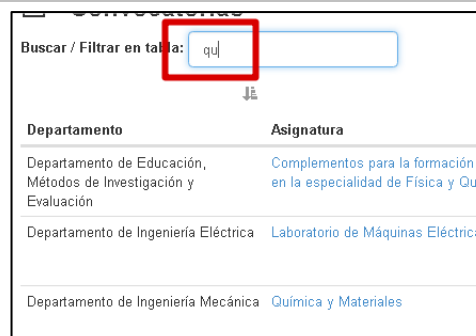 Convocatorias
Buscar / Filtrar en tabla: qu
Departamento Asignatura
Departamento de Educación, Complementos para la formación
Métodos de Investigación y en la especialidad de Física y Qu
Evaluación
Departamento de Ingeniería Eléctrica Laboratorio de Máquinas Eléctrica
Departamento de Ingeniería Mecánica Química y Materiales